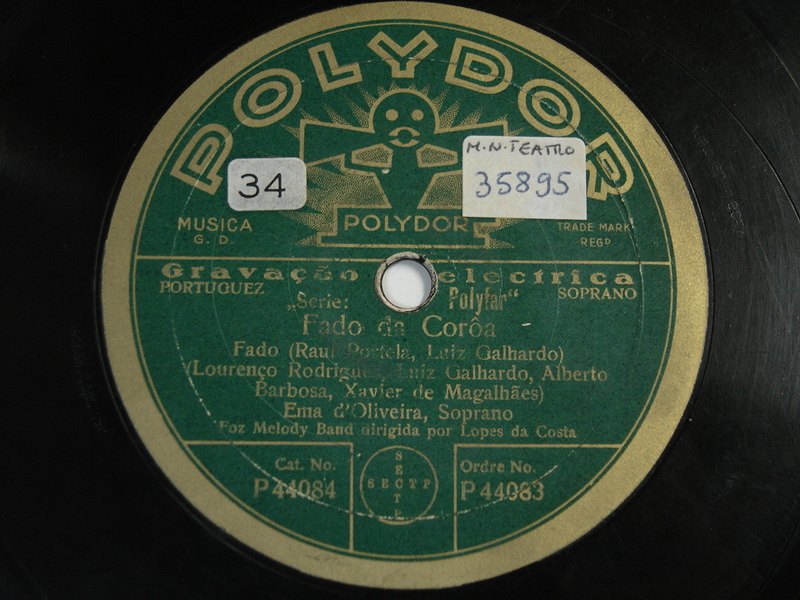 POLYDOR
M.N. TEATRO
35895
34
POLYDOR
MUSICA
G. D.
TRADE MARK
REGD
Gravação electrica
PORTUGUEZ
SOPRANO
„Serie: Polyfar“
Fado da Corôa
Fado (Raul Portela, Luiz Galhardo)
(Lourenço Rodrigues, Luiz Galhardo, Alberto
Barbosa, Xavier de Magalhães)
Ema d'Oliveira, Soprano
Foz Melody Band dirigida por Lopes da Costa
Cat. No.
P 44084
Ordre No.
P 44083